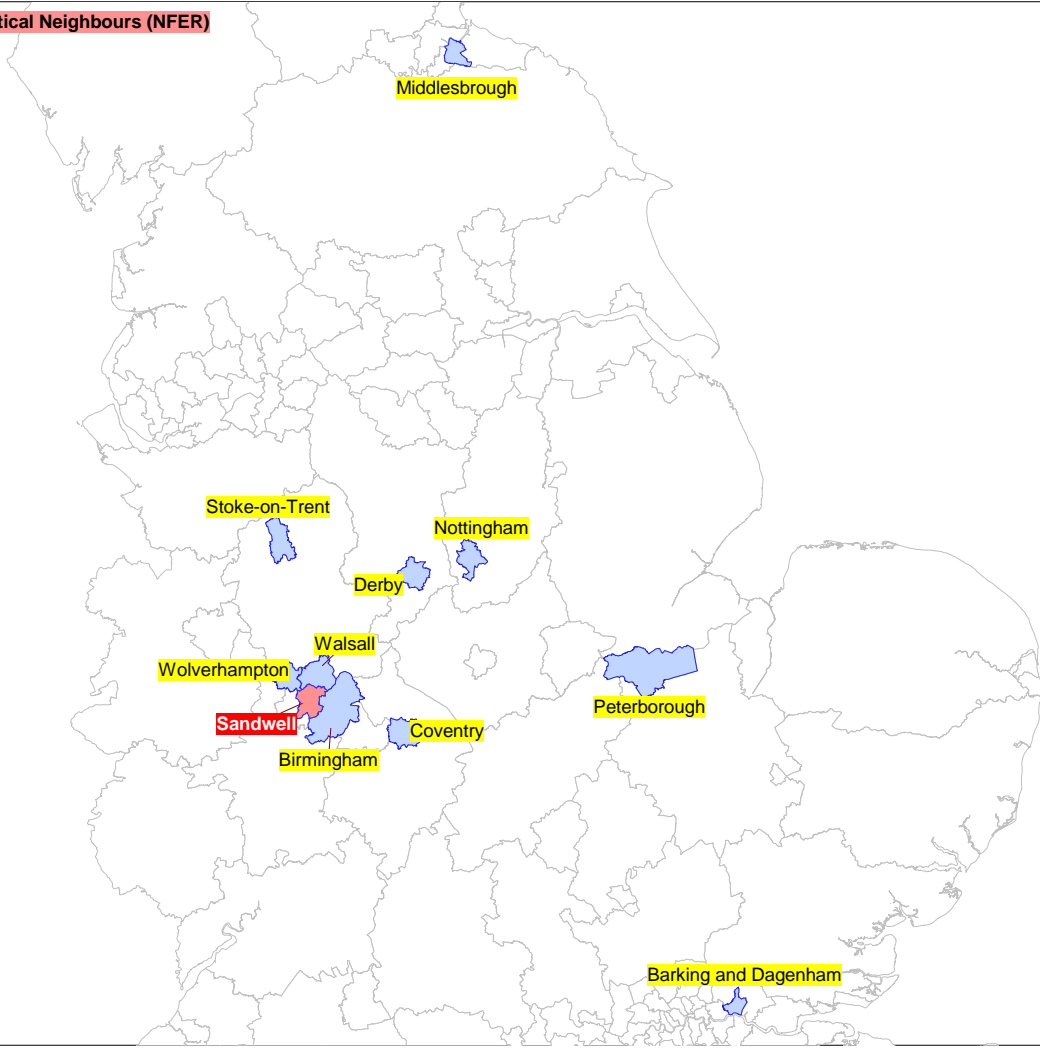 tical Neighbours (NFER)
Middlesbrough
Stoke-on-Trent
Nottingham
Derby
Walsall
Wolverhampton
Peterborough
Sandwell
Coventry
Birmingham
Barking and Dagenham